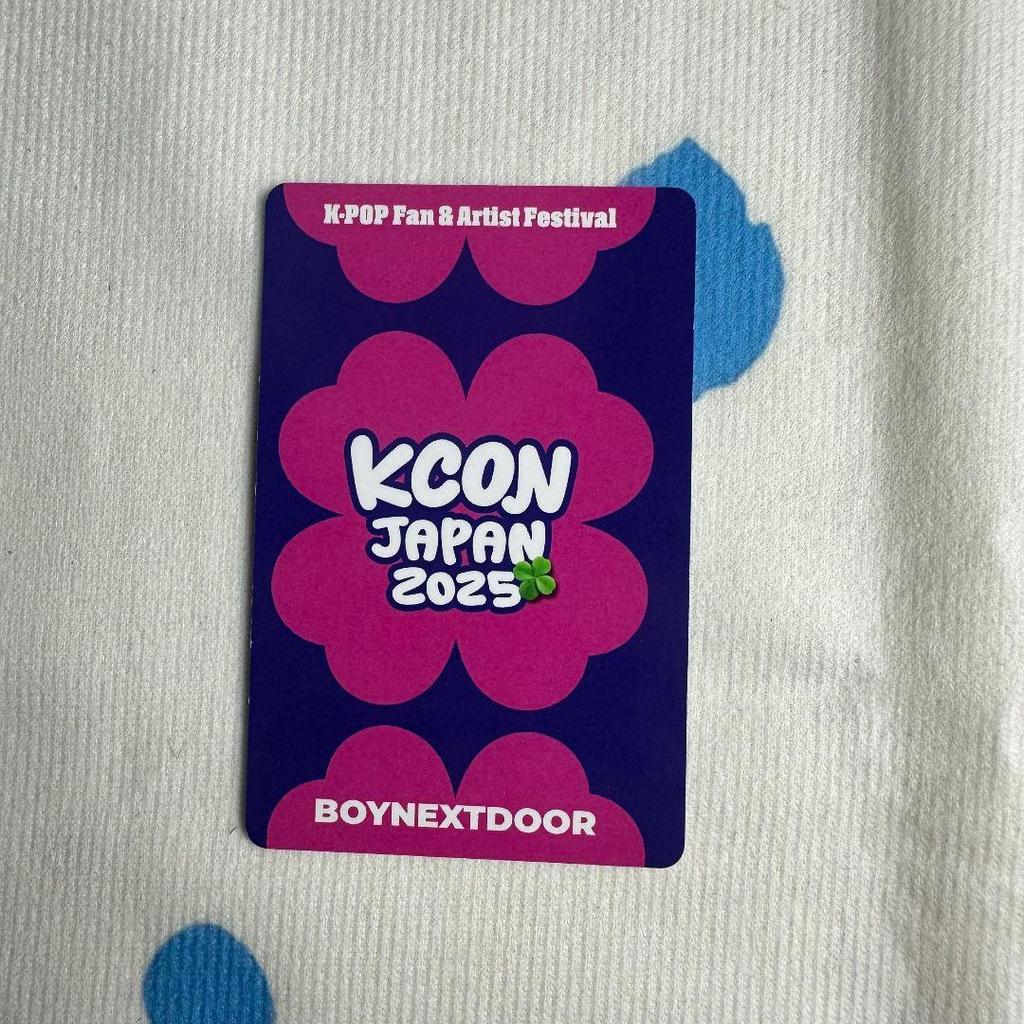 K-POP Fan & Artist Festival
KCON
JAPAN
2025
BOYNEXTDOOR